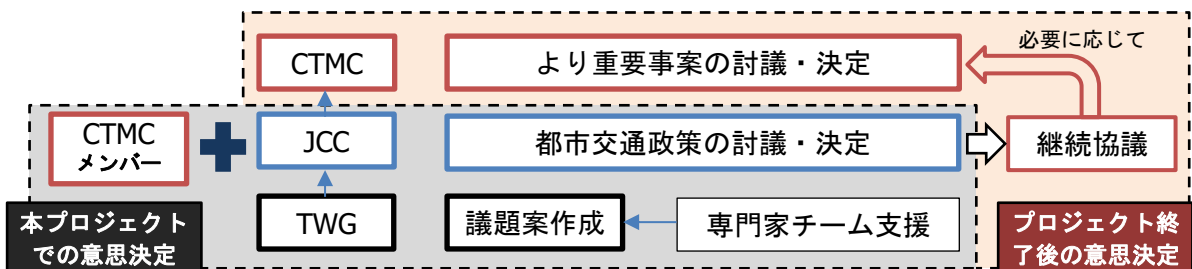 必要に応じて
CTMC
より重要事案の討議・決定
CTMC
メンバー
JCC
都市交通政策の討議・決定
継続協議
本プロジェクト
での意思決定
TWG
議題案作成
専門家チーム支援
プロジェクト終
了後の意思決定